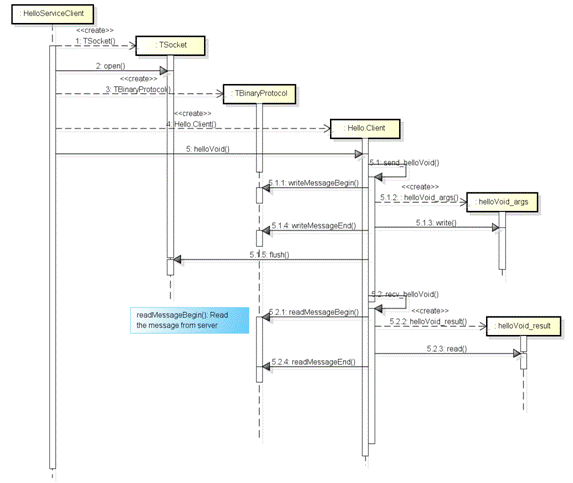 : HelloServiceClient
<<create>>
1: TSocket()
: TSocket
2: open()
<<create>>
3: TBinaryProtocol()
: TBinaryProtocol
<<create>>
4: Hello.Client()
: Hello.Client
5: helloVoid()
5.1: send_helloVoid()
5.1.1: writeMessageBegin()
<<create>>
5.1.2: : helloVoid_args()
: helloVoid_args
5.1.3: write()
5.1.4: writeMessageEnd()
5.1.5: flush()
5.2: recv_helloVoid()
readMessageBegin(): Read
the message from server
5.2.1: readMessageBegin()
<<create>>
5.2.2: helloVoid_result()
: helloVoid_result
5.2.3: read()
5.2.4: readMessageEnd()